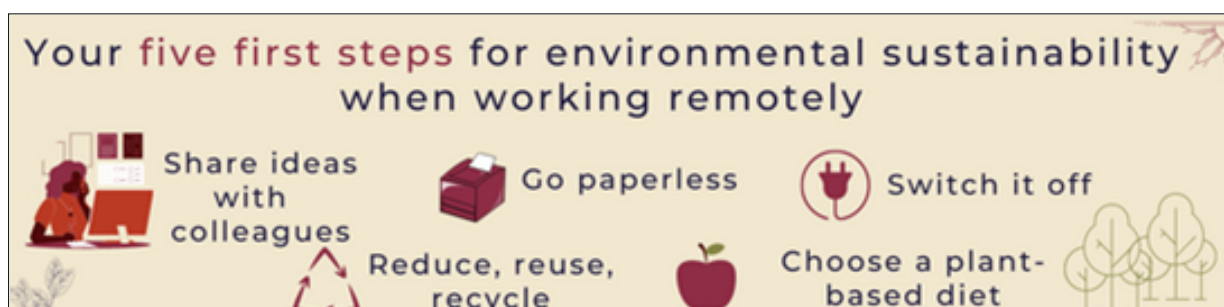 Your five first steps for environmental sustainability
when working remotely
Share ideas
with
colleagues
Go paperless
Switch it off
Reduce, reuse,
recycle
Choose a plant-
based diet